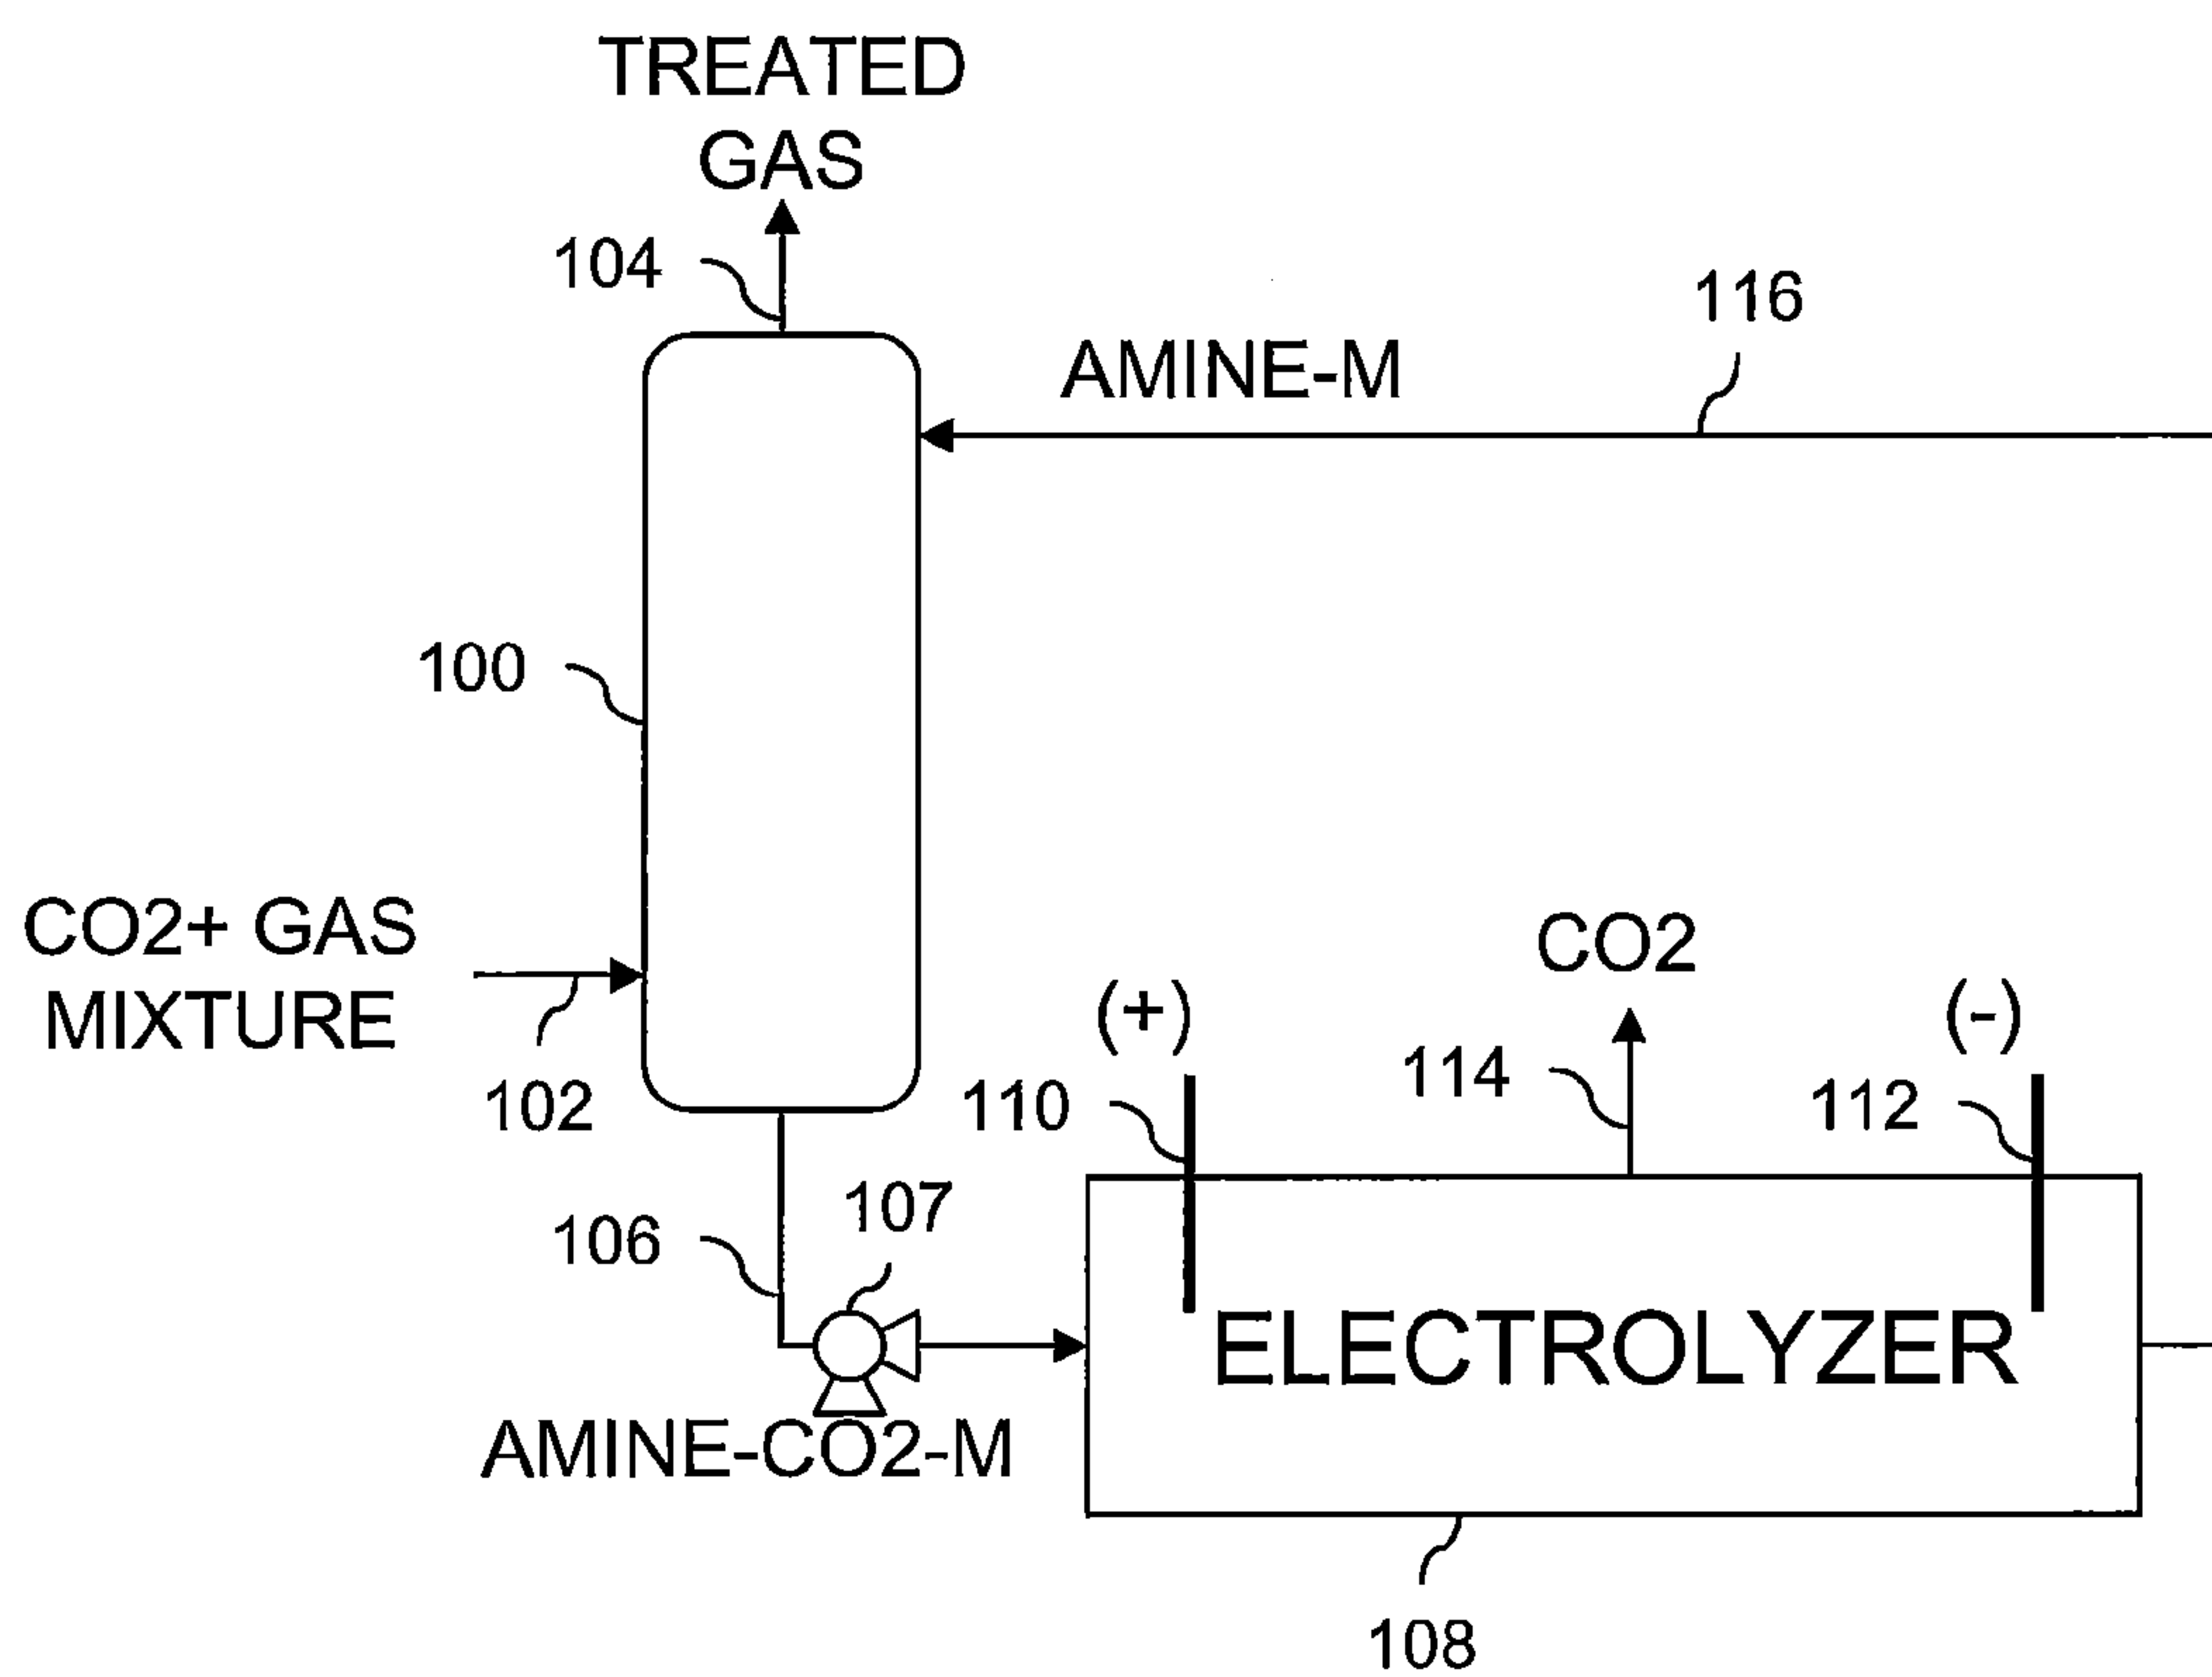 TREATED
GAS
104
116
AMINE-M
100
CO2+ GAS
MIXTURE
102
CO2
(+)
(-)
110
114
112
107
106
ELECTROLYZER
AMINE-CO2-M
108